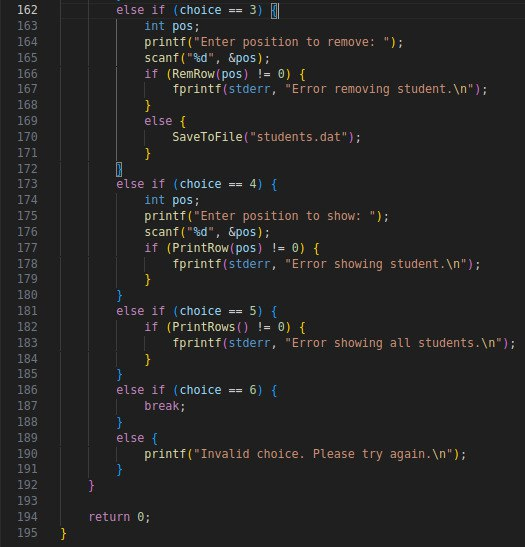 162 else if (choice == 3) {
163 int pos;
164 printf("Enter position to remove: ");
165 scanf("%d", &pos);
166 if (RemRow(pos) != 0) {
167 fprintf(stderr, "Error removing student.\n");
168 }
169 else {
170 SaveToFile("students.dat");
171 }
172 }
173 else if (choice == 4) {
174 int pos;
175 printf("Enter position to show: ");
176 scanf("%d", &pos);
177 if (PrintRow(pos) != 0) {
178 fprintf(stderr, "Error showing student.\n");
179 }
180 }
181 else if (choice == 5) {
182 if (PrintRows() != 0) {
183 fprintf(stderr, "Error showing all students.\n");
184 }
185 }
186 else if (choice == 6) {
187 break;
188 }
189 else {
190 printf("Invalid choice. Please try again.\n");
191 }
192 }
193
194 return 0;
195 }